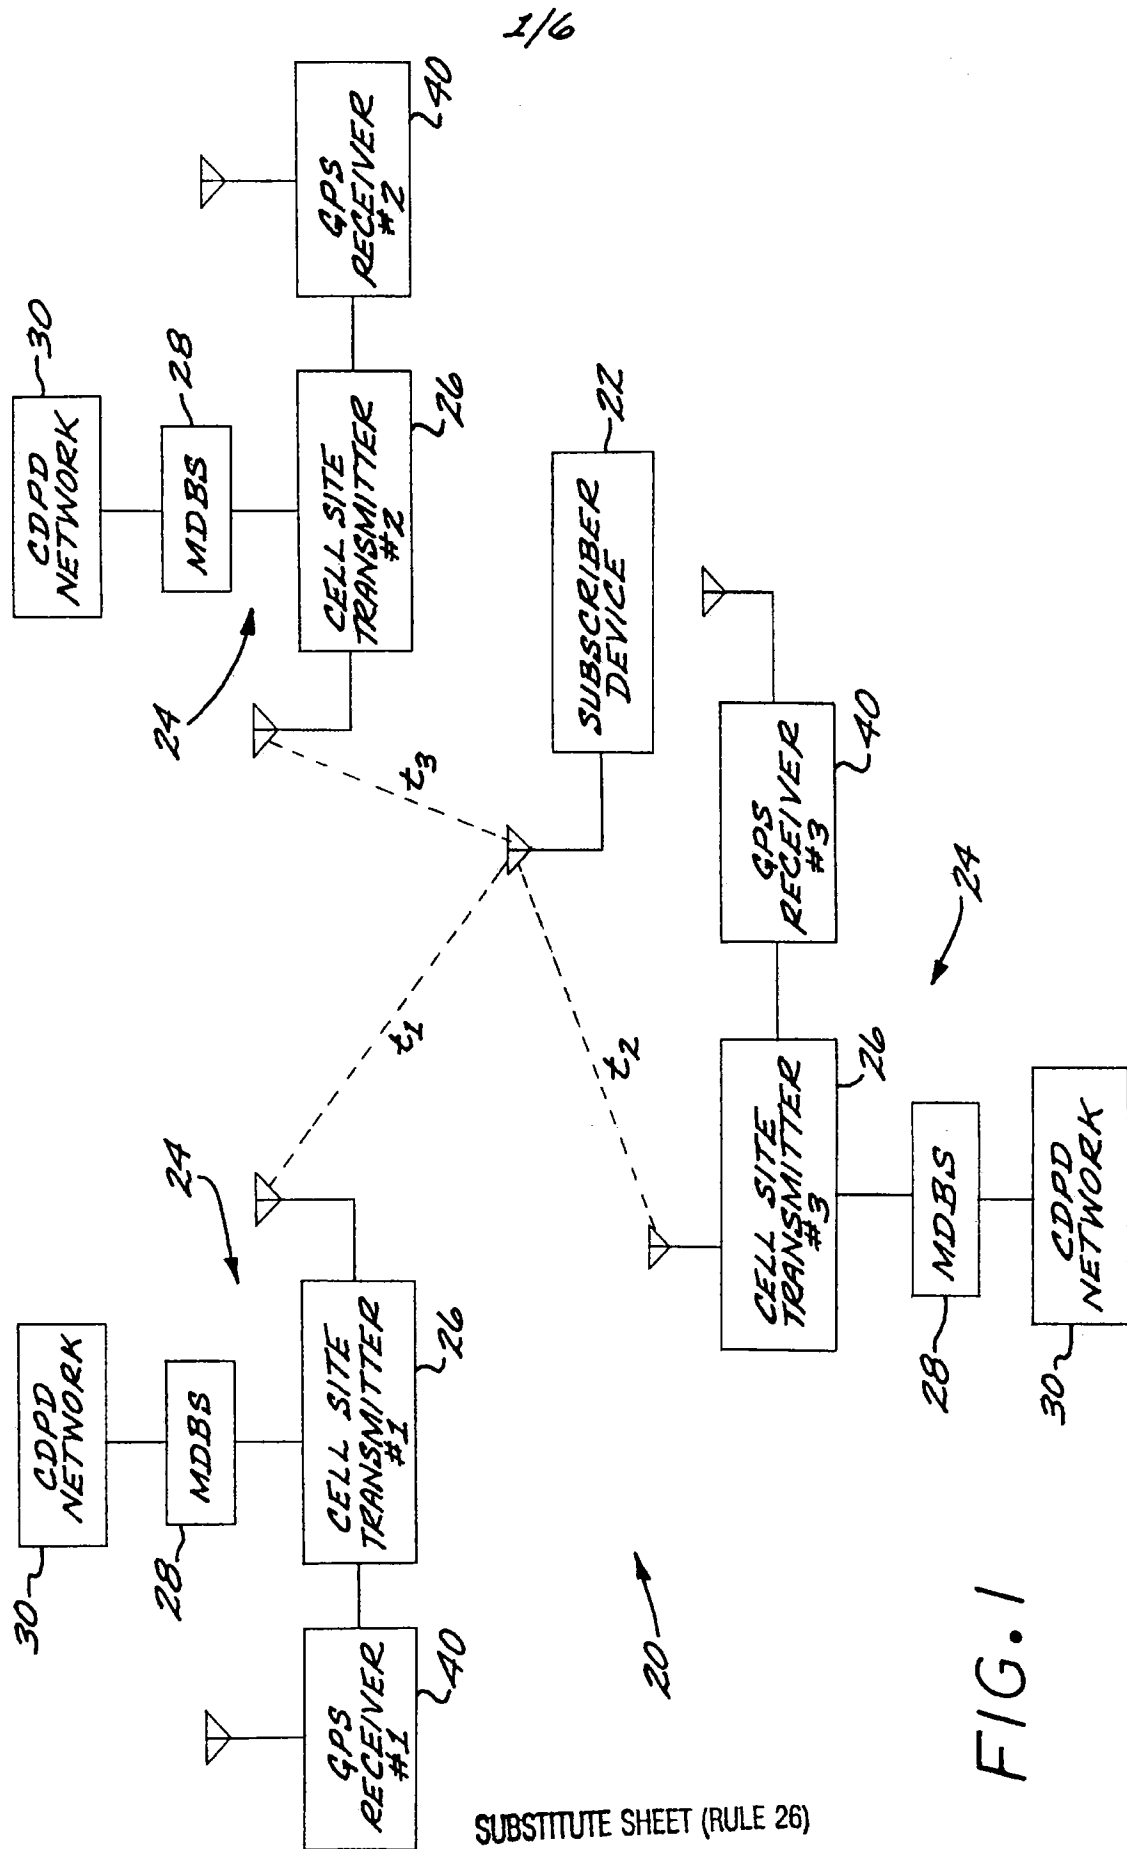 1/6
CDPD
NETWORK
30
MDBS
28
24
CELL SITE
TRANSMITTER
#1
26
GPS
RECEIVER
#1
40
t1
CDPD
NETWORK
30
MDBS
28
24
CELL SITE
TRANSMITTER
#2
26
GPS
RECEIVER
#2
40
t3
SUBSCRIBER
DEVICE
22
t2
CELL SITE
TRANSMITTER
#3
26
GPS
RECEIVER
#3
40
24
MDBS
28
CDPD
NETWORK
30
20
FIG. 1
SUBSTITUTE SHEET (RULE 26)